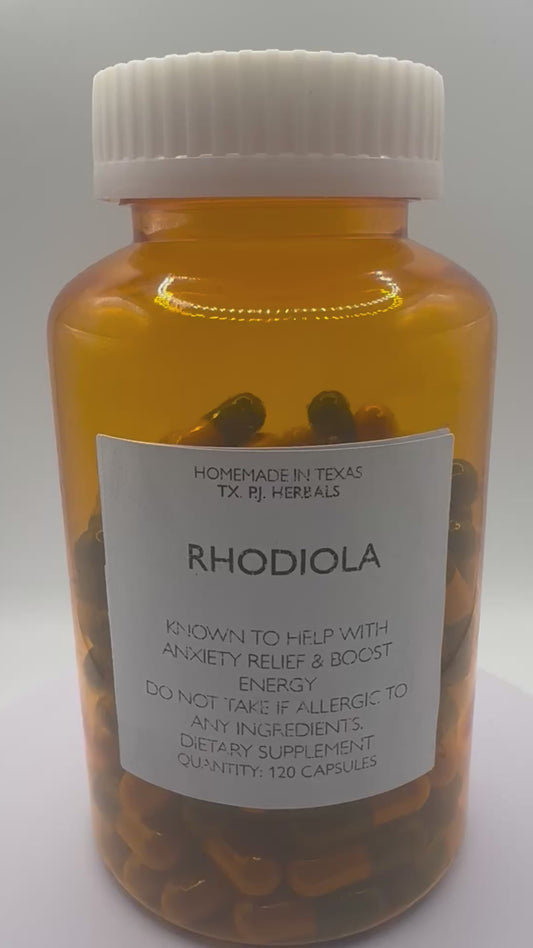 HOMEMADE IN TEXAS
TX. P.J. HERBALS
RHODIOLA
KNOWN TO HELP WITH
ANXIETY RELIEF & BOOST
ENERGY
DO NOT TAKE IF ALLERGIC TO
ANY INGREDIENTS.
DIETARY SUPPLEMENT
QUANTITY: 120 CAPSULES